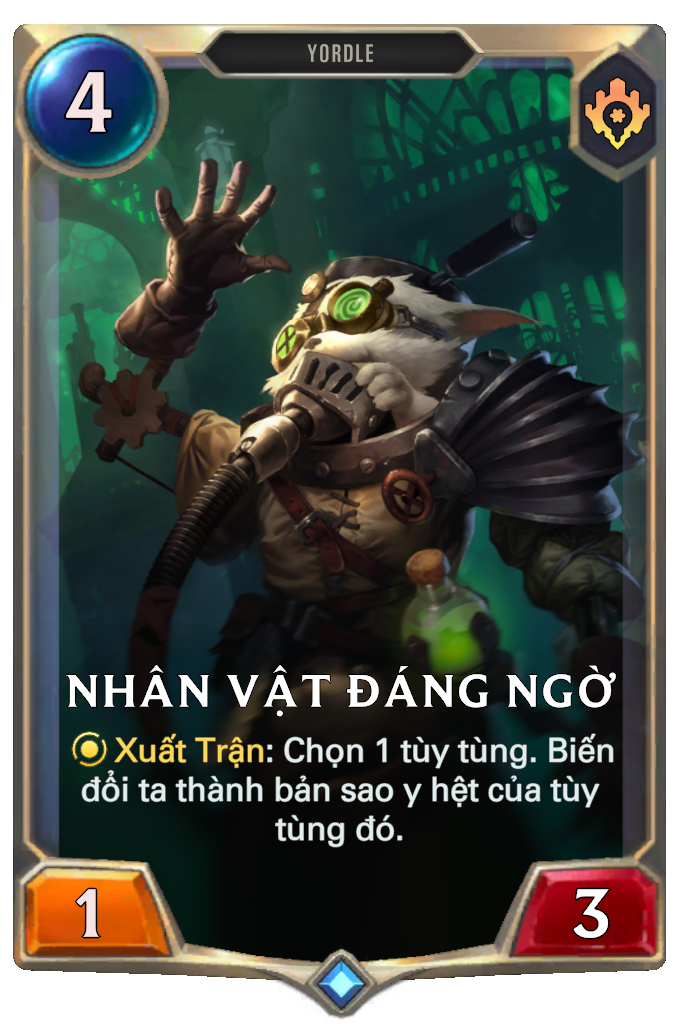 4
YORDLE
NHÂN VẬT ĐÁNG NGỜ
Xuất Trận: Chọn 1 tùy tùng. Biến
đổi ta thành bản sao y hệt của tùy
tùng đó.
1
3